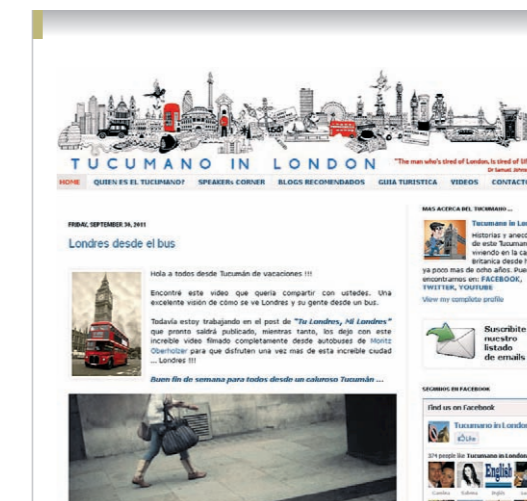 TUCUMANO IN LONDON
"The man who's tired of London, is tired of
HOME QUIEN ES EL TUCUMANO? SPEAKERs CORNER BLOGS RECOMENDADOS GUIA TURISTICA VIDEOS CONTACT
FRIDAY, SEPTEMBER 30, 2011
Londres desde el bus
Hola a todos desde Tucumán de vacaciones !!!
Encontré este video que quería compartir con ustedes. Una
excelente visión de cómo se ve Londres y su gente desde un bus.
Todavía estoy trabajando en el post de "Tu Londres, Mi Londres"
que pronto saldrá publicado, mientras tanto, los dejo con este
increíble video filmado completamente desde autobuses de Moritz
Oberholzer para que disfruten una vez mas de esta increíble ciudad
... Londres !!!
Buen fin de semana para todos desde un caluroso Tucumán ...
MAS ACERCA DEL TUCUMANO ...
Tucumano in Lon
Historias y anecd
de este Tucuman
viviendo en la cap
Britanica desde h
ya poco mas de ocho años. Pue
encontrarnos en: FACEBOOK,
TWITTER, YOUTUBE
View my complete profile
Suscribite
nuestro
listado
de emails
SEGUINOS EN FACEBOOK
Find us on Facebook
Tucumano in London
Like
people like Tucumano in London
English